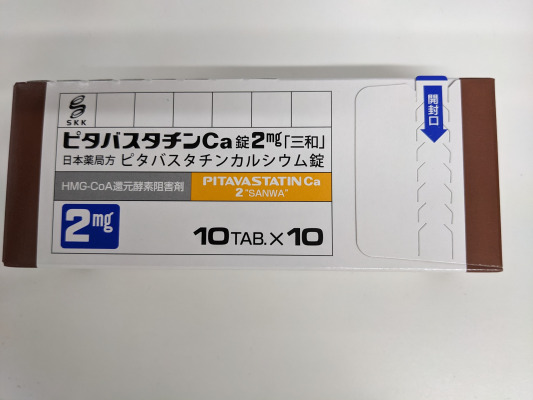 SKK
ピタバスタチンCa錠2mg「三和」
日本薬局方 ピタバスタチンカルシウム錠
HMG-CoA還元酵素阻害剤
PITAVASTATIN Ca
2 "SANWA"
2mg
10TAB.×10
開封口